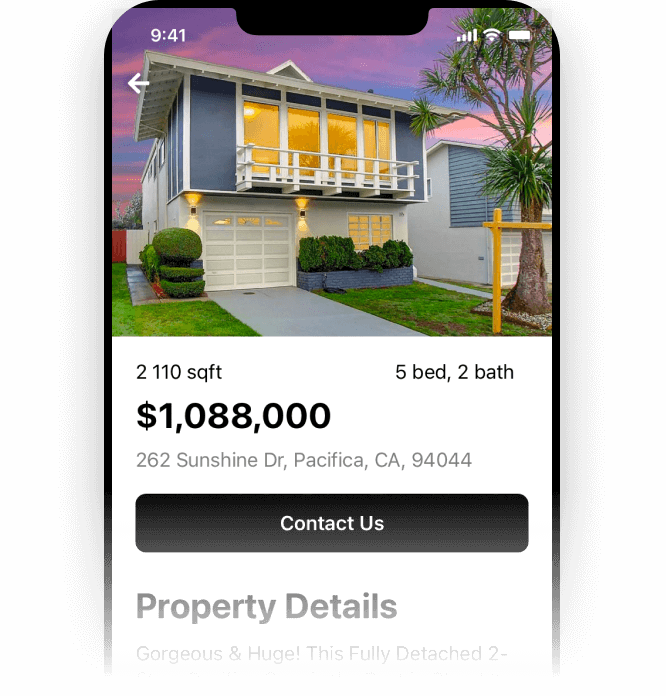 9:41
2 110 sqft
5 bed, 2 bath
$1,088,000
262 Sunshine Dr, Pacifica, CA, 94044
Contact Us
Property Details
Gorgeous & Huge! This Fully Detached 2-